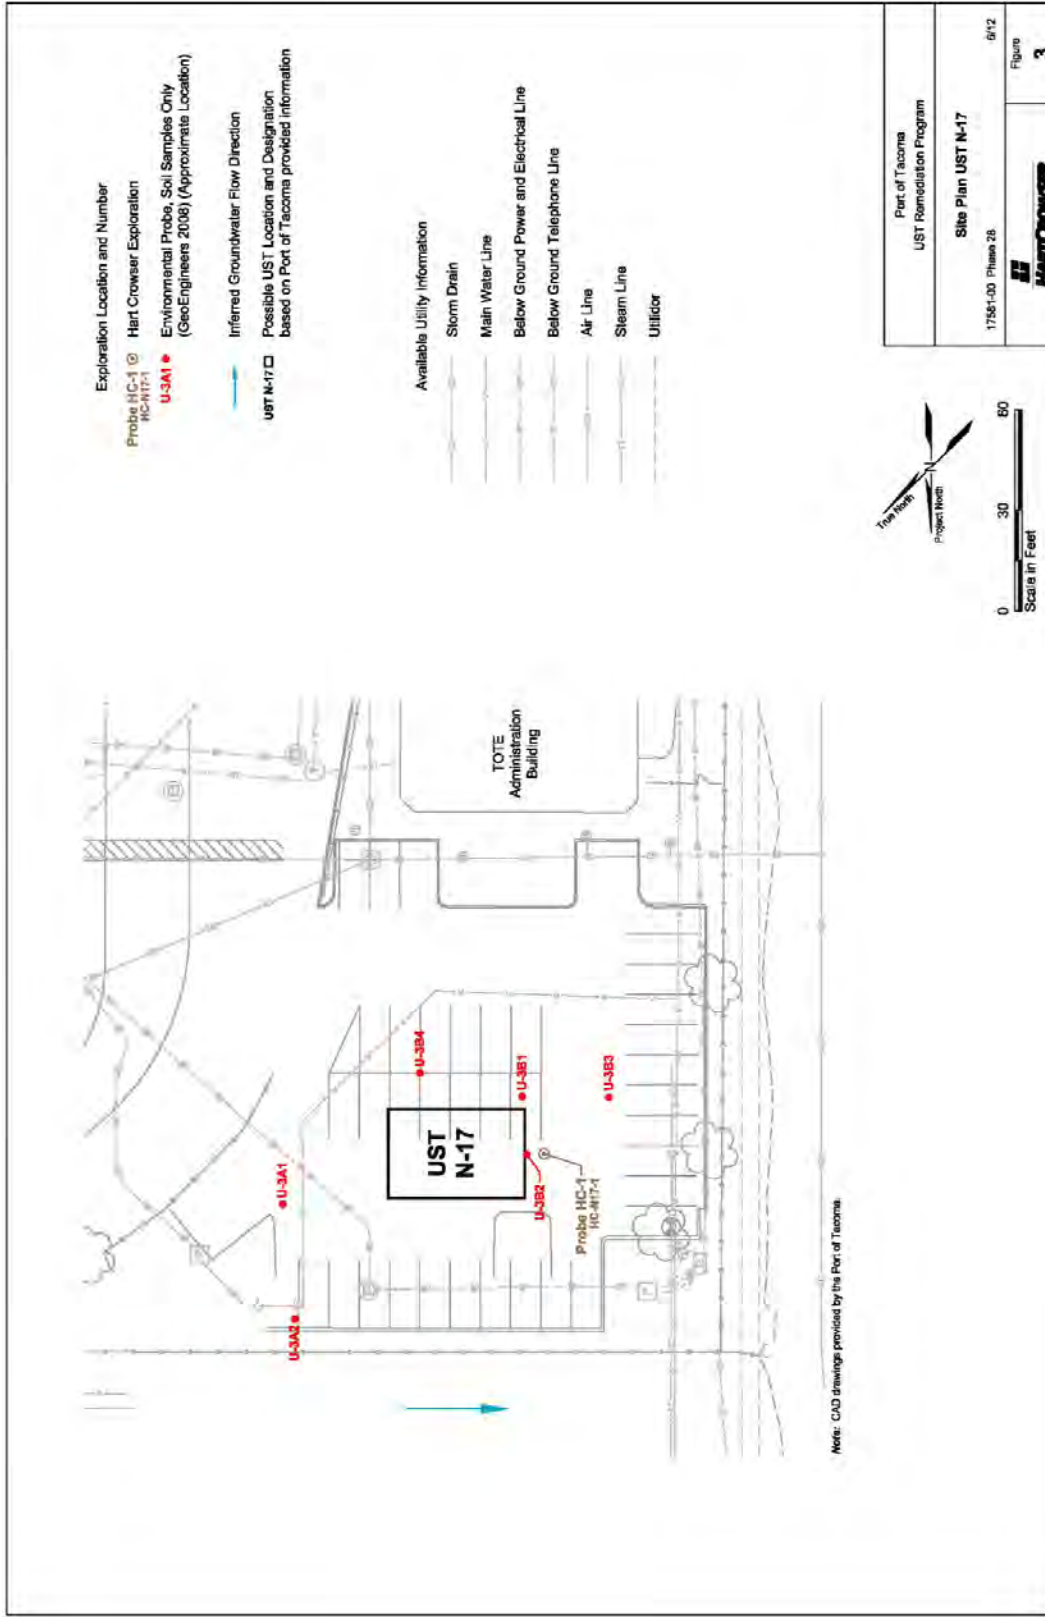 Exploration Location and Number
Probe HC-1
HC-N17-1
Hart Crowser Exploration
U-3A1
Environmental Probe, Soil Samples Only
(GeoEngineers 2008) (Approximate Location)
Inferred Groundwater Flow Direction
UST N-17
Possible UST Location and Designation
based on Port of Tacoma provided information
Available Utility Information
Storm Drain
Main Water Line
Below Ground Power and Electrical Line
Below Ground Telephone Line
Air Line
Steam Line
Utilidor
TOTE
Administration
Building
U-3A1
U-3A2
U-3B4
U-3B1
U-3B3
U-3B2
UST
N-17
Probe HC-1
HC-N17-1
True North
Project North
N
0 30 60
Scale in Feet
Note: CAD drawings provided by the Port of Tacoma.
Port of Tacoma
UST Remediation Program
Site Plan UST N-17
17581-00 Phase 28 6/12
HARTCROWSER
Figure
3